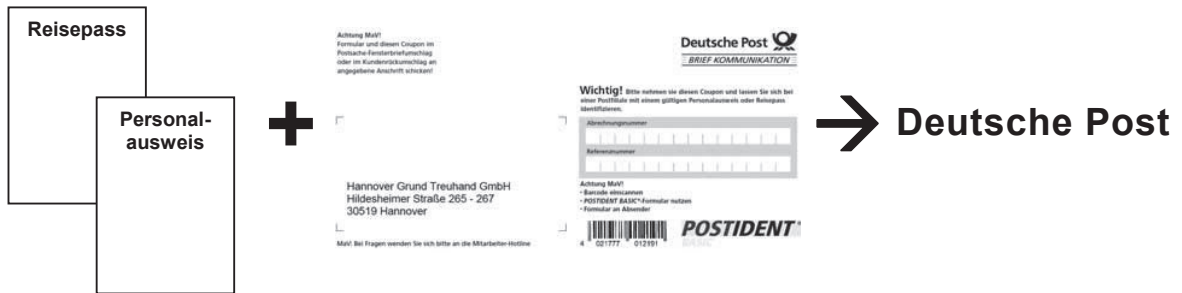 Reisepass
Personal-
ausweis
Achtung MaV!
Formular und diesen Coupon im
Postsache-Fensterbriefumschlag
oder im Kundenrückumschlag an
angegebene Anschrift schicken!
Hannover Grund Treuhand GmbH
Hildesheimer Straße 265 - 267
30519 Hannover
MaV: Bei Fragen wenden Sie sich bitte an die Mitarbeiter-Hotline
Deutsche Post
BRIEF KOMMUNIKATION
Wichtig! Bitte nehmen sie diesen Coupon und lassen Sie sich bei
einer Postfiliale mit einem gültigen Personalausweis oder Reisepass
identifizieren.
Abrechnungsnummer
Referenznummer
Achtung MaV!
• Barcode einscannen
• POSTIDENT BASIC®-Formular nutzen
• Formular an Absender
4 021777 012191
POSTIDENT®
BASIC
Deutsche Post